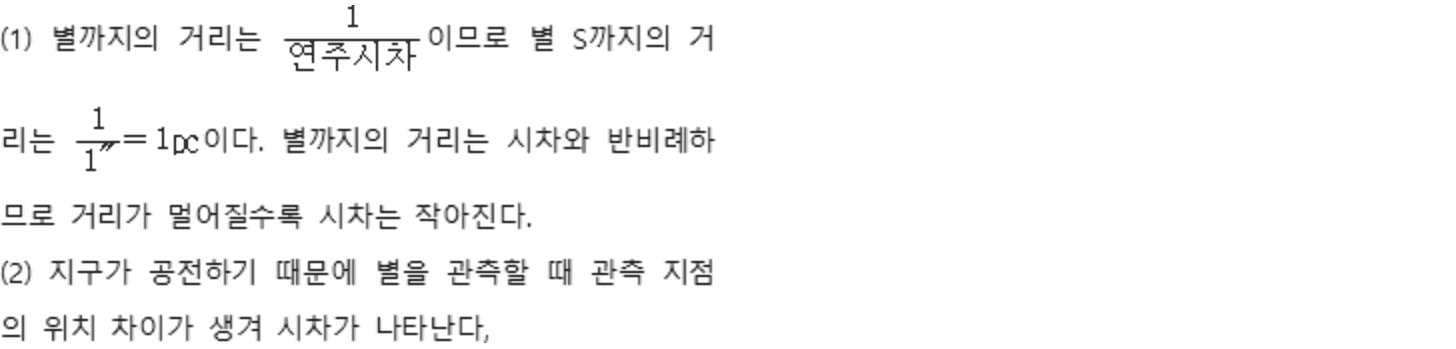 (1) 별까지의 거리는 $\frac{1}{연주시차}$이므로 별 S까지의 거
리는 $\frac{1}{1″}$=1pc이다. 별까지의 거리는 시차와 반비례하
므로 거리가 멀어질수록 시차는 작아진다.
(2) 지구가 공전하기 때문에 별을 관측할 때 관측 지점
의 위치 차이가 생겨 시차가 나타난다,